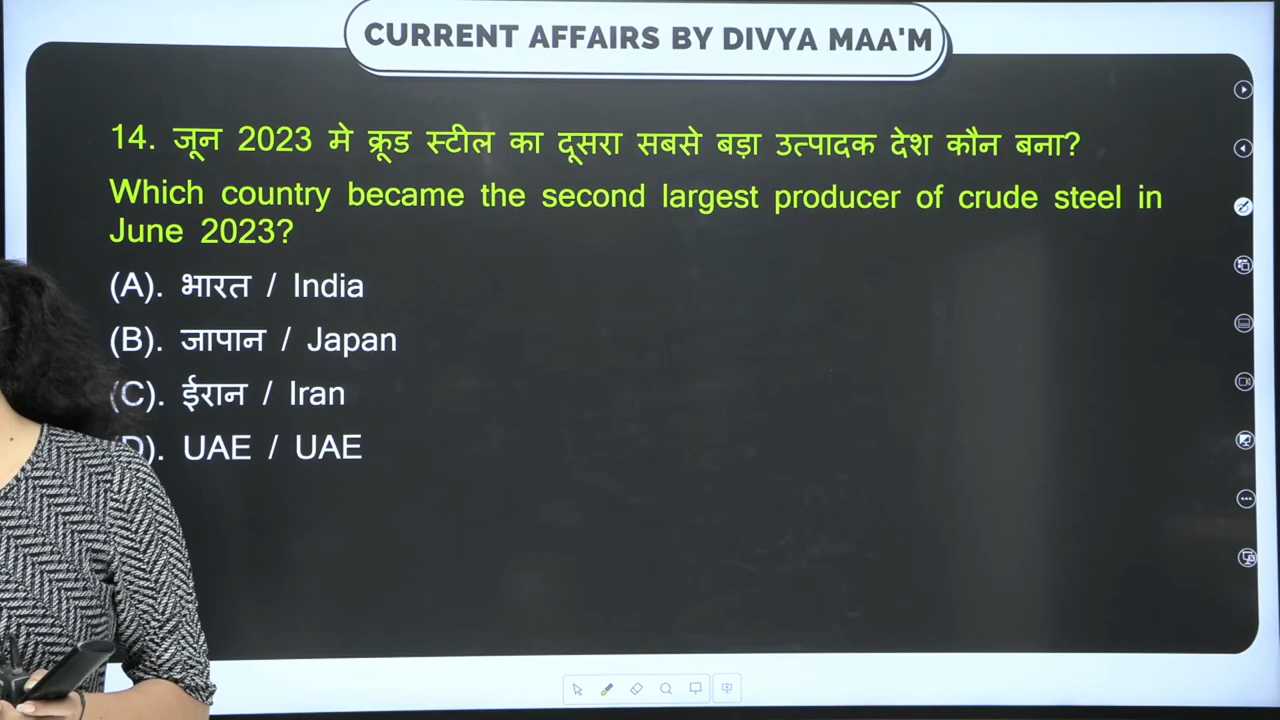 CURRENT AFFAIRS BY DIVYA MAA'M
14. जून 2023 मे क्रूड स्टील का दूसरा सबसे बड़ा उत्पादक देश कौन बना?
Which country became the second largest producer of crude steel in
June 2023?
(A). भारत / India
(B). जापान / Japan
(C). ईरान / Iran
(D). UAE / UAE